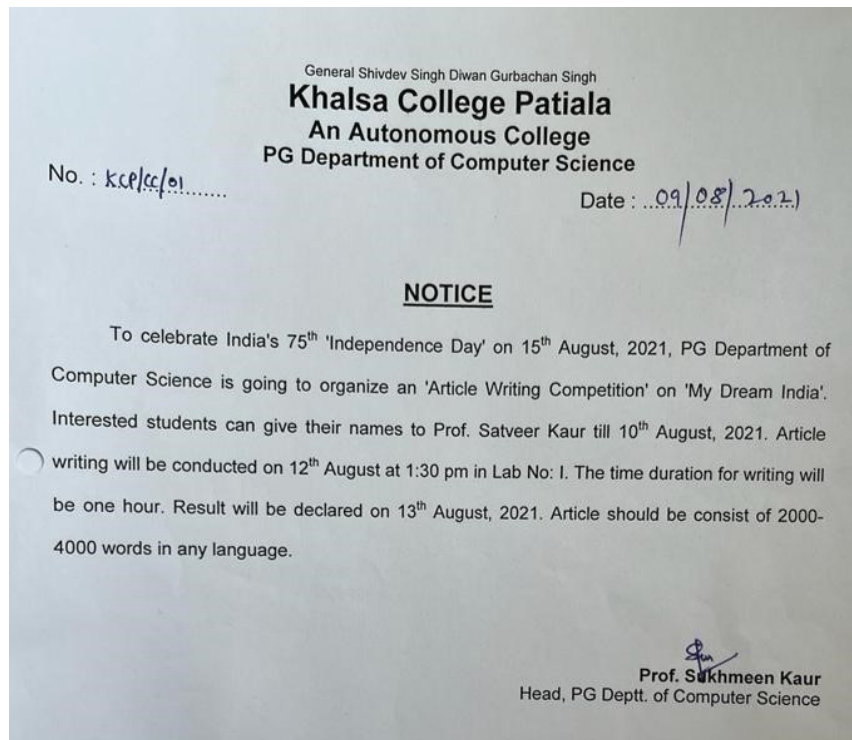 General Shivdev Singh Diwan Gurbachan Singh
Khalsa College Patiala
An Autonomous College
PG Department of Computer Science
No. : KCP/CC/01
Date : 09/08/2021
NOTICE
To celebrate India's 75th 'Independence Day' on 15th August, 2021, PG Department of
Computer Science is going to organize an 'Article Writing Competition' on 'My Dream India'.
Interested students can give their names to Prof. Satveer Kaur till 10th August, 2021. Article
writing will be conducted on 12th August at 1:30 pm in Lab No: I. The time duration for writing will
be one hour. Result will be declared on 13th August, 2021. Article should be consist of 2000-
4000 words in any language.
Prof. Sukhmeen Kaur
Head, PG Deptt. of Computer Science